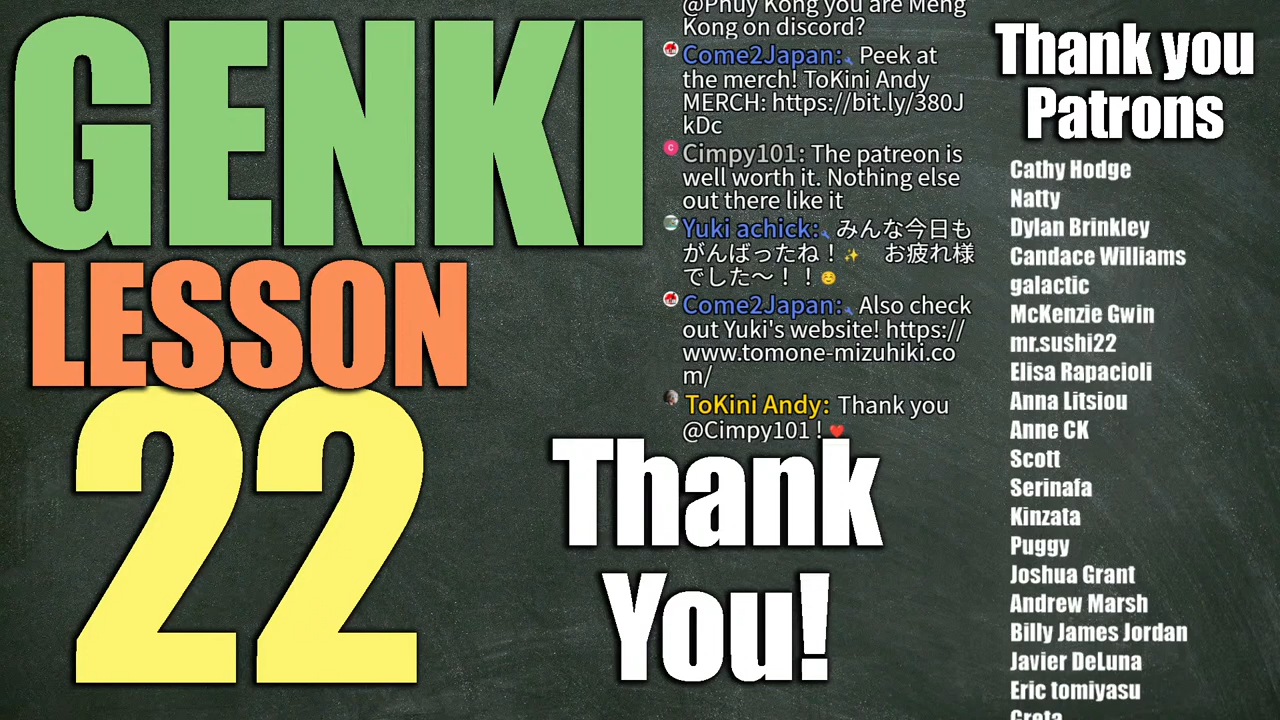 GENKI
LESSON
22
@Phuy Kong you are Meng
Kong on discord?
Come2Japan: Peek at
the merch! ToKini Andy
MERCH: https://bit.ly/380J
kDc
Cimpy101: The patreon is
well worth it. Nothing else
out there like it
Yuki achick: みんな今日も
がんばったね！✨　お疲れ様
でした〜！！☺️
Come2Japan: Also check
out Yuki's website! https://
www.tomone-mizuhiki.co
m/
ToKini Andy: Thank you
@Cimpy101 ! ❤️
Thank
You!
Thank you
Patrons
Cathy Hodge
Natty
Dylan Brinkley
Candace Williams
galactic
McKenzie Gwin
mr.sushi22
Elisa Rapacioli
Anna Litsiou
Anne CK
Scott
Serinafa
Kinzata
Puggy
Joshua Grant
Andrew Marsh
Billy James Jordan
Javier DeLuna
Eric tomiyasu
Greta